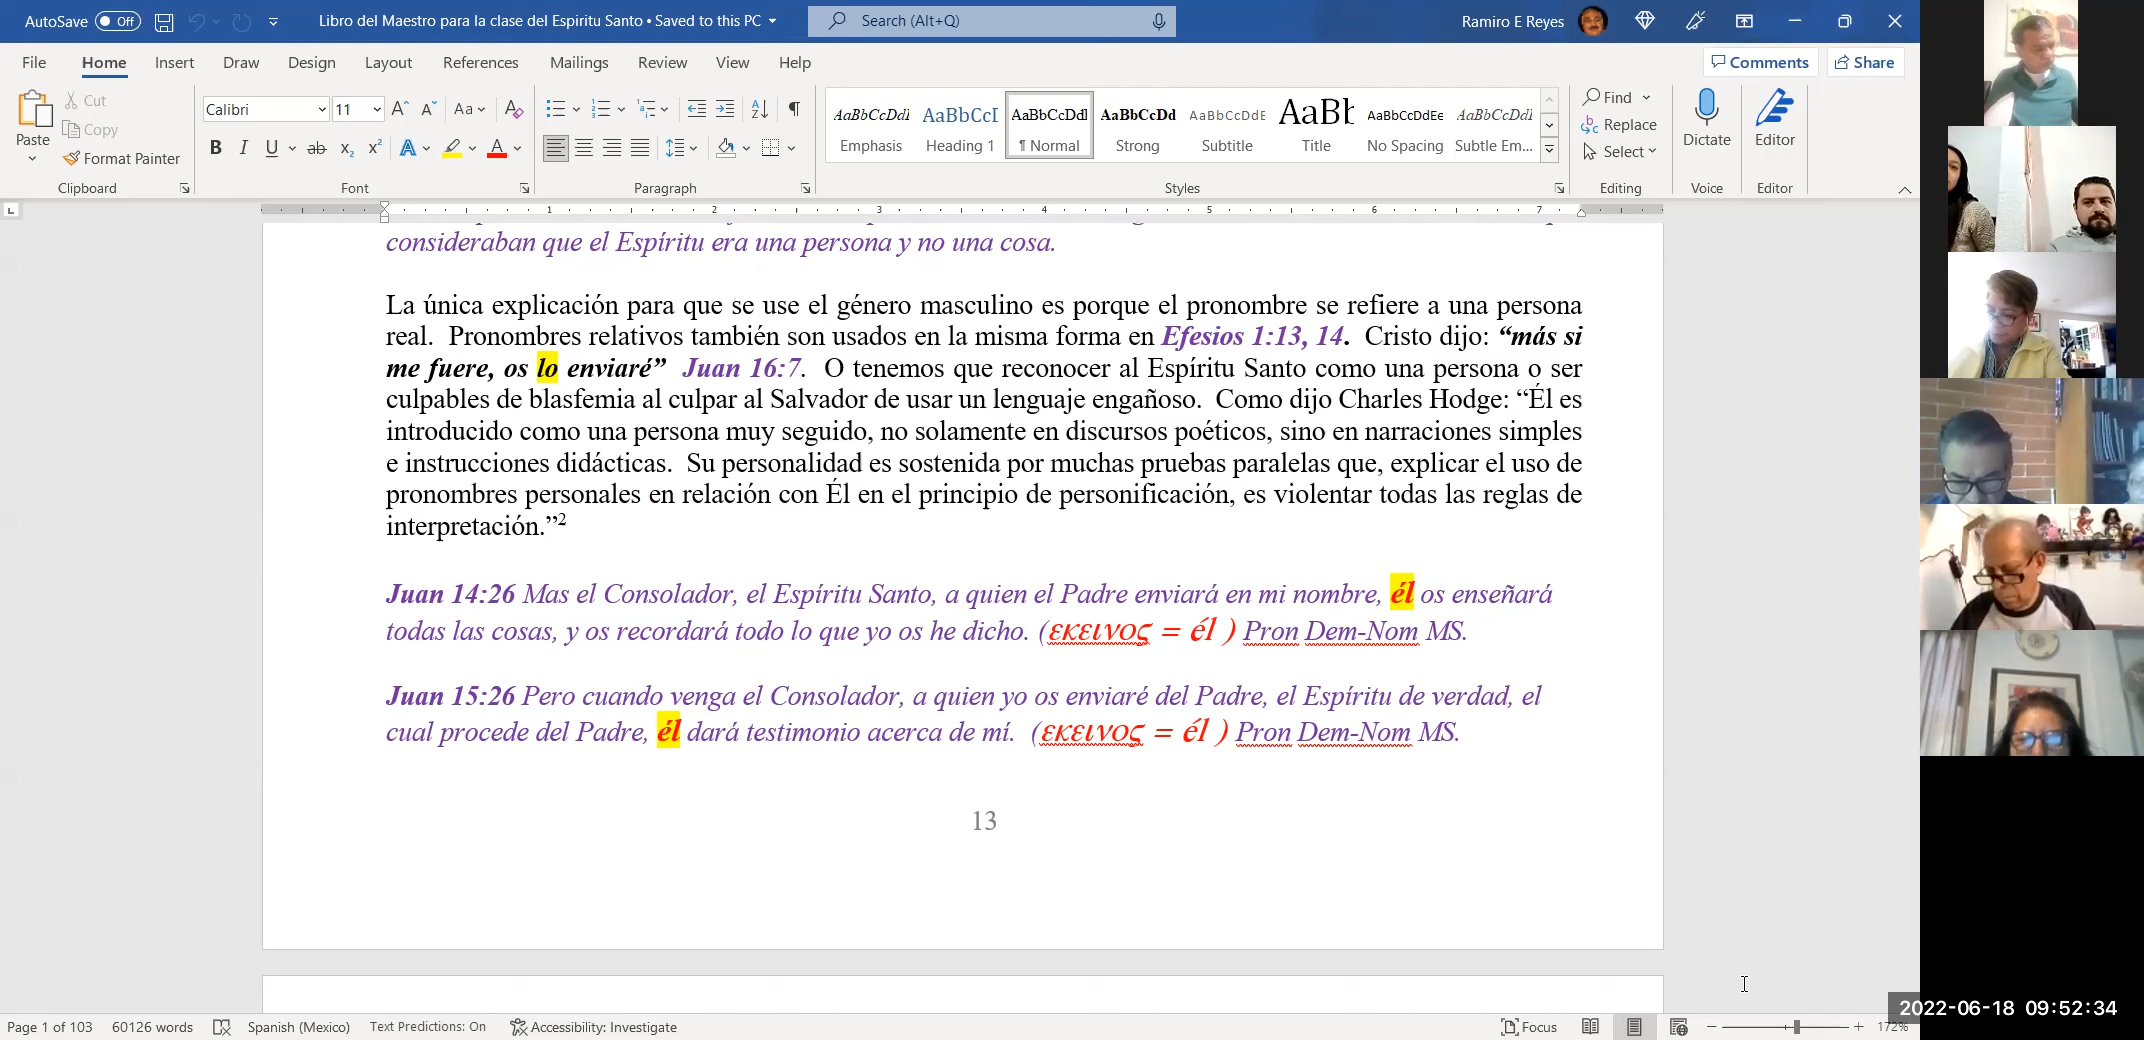 AutoSave Off Libro del Maestro para la clase del Espiritu Santo • Saved to this PC Search (Alt+Q) Ramiro E Reyes
File Home Insert Draw Design Layout References Mailings Review View Help Comments Share
Paste Cut Copy Format Painter
Calibri 11 Aa
Clipboard Font Paragraph Styles Editing Voice Editor
AaBbCcDdI AaBbCcI AaBbCcDdI AaBbCcDd AaBbCcDdE AaBb AaBbCcDdEe AaBbCcDdI
Emphasis Heading 1 ¶ Normal Strong Subtitle Title No Spacing Subtle Em...
Find Replace Select Dictate Editor
1 2 3 4 5 6 7
consideraban que el Espíritu era una persona y no una cosa.
La única explicación para que se use el género masculino es porque el pronombre se refiere a una persona
real. Pronombres relativos también son usados en la misma forma en Efesios 1:13, 14. Cristo dijo: “más si
me fuere, os lo enviaré” Juan 16:7. O tenemos que reconocer al Espíritu Santo como una persona o ser
culpables de blasfemia al culpar al Salvador de usar un lenguaje engañoso. Como dijo Charles Hodge: “Él es
introducido como una persona muy seguido, no solamente en discursos poéticos, sino en narraciones simples
e instrucciones didácticas. Su personalidad es sostenida por muchas pruebas paralelas que, explicar el uso de
pronombres personales en relación con Él en el principio de personificación, es violentar todas las reglas de
interpretación.”2
Juan 14:26 Mas el Consolador, el Espíritu Santo, a quien el Padre enviará en mi nombre, él os enseñará
todas las cosas, y os recordará todo lo que yo os he dicho. (εκεινος = él ) Pron Dem-Nom MS.
Juan 15:26 Pero cuando venga el Consolador, a quien yo os enviaré del Padre, el Espíritu de verdad, el
cual procede del Padre, él dará testimonio acerca de mí. (εκεινος = él ) Pron Dem-Nom MS.
13
2022-06-18 09:52:34
Page 1 of 103 60126 words Spanish (Mexico) Text Predictions: On Accessibility: Investigate Focus 172%